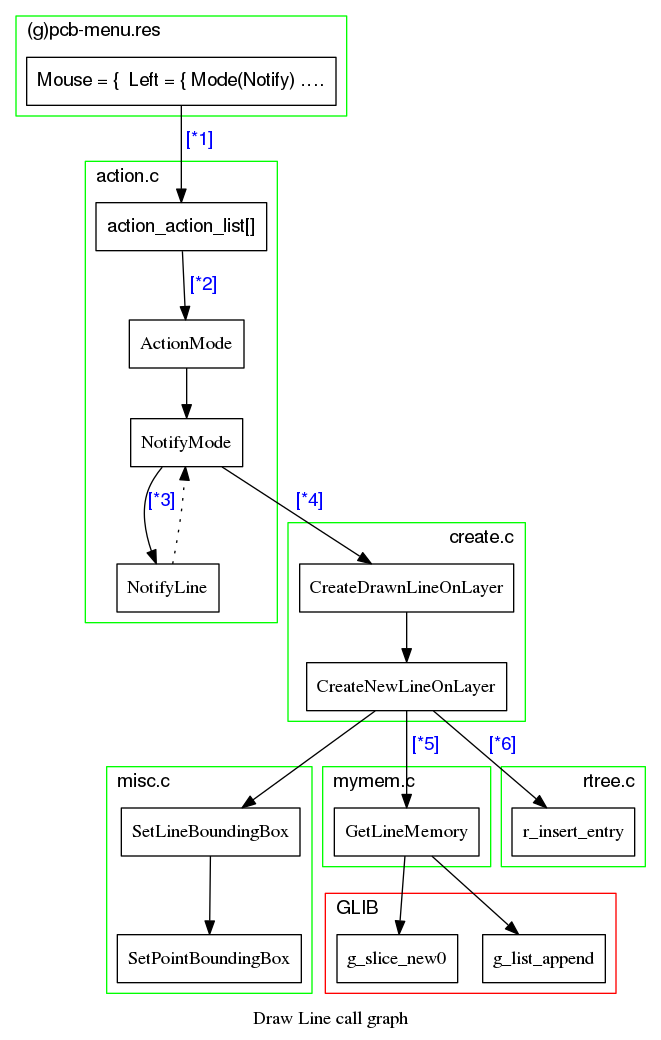 (g)pcb-menu.res
Mouse = {  Left = { Mode(Notify) ….
[*1]
action.c
action_action_list[]
[*2]
ActionMode
NotifyMode
[*3]
[*4]
create.c
NotifyLine
CreateDrawnLineOnLayer
CreateNewLineOnLayer
[*5]
[*6]
misc.c
mymem.c
rtree.c
SetLineBoundingBox
GetLineMemory
r_insert_entry
GLIB
SetPointBoundingBox
g_slice_new0
g_list_append
Draw Line call graph